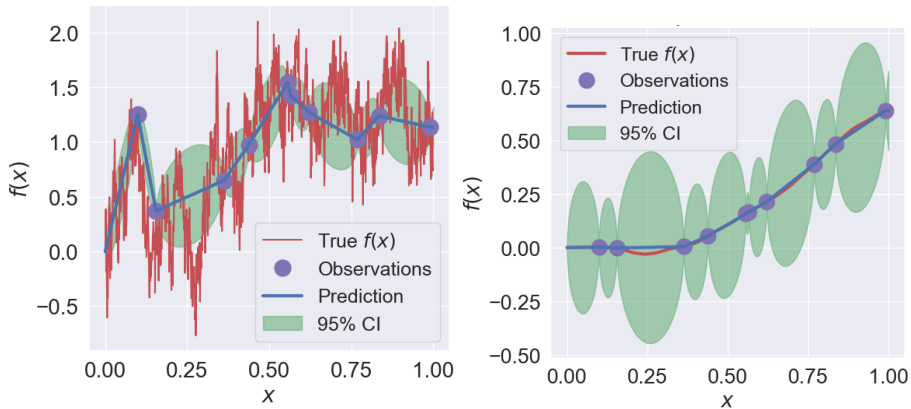 2.0
1.5
1.0
0.5
0.0
−0.5
f(x)
True f(x)
Observations
Prediction
95% CI
0.00 0.25 0.50 0.75 1.00
x
1.00
0.75
0.50
0.25
0.00
−0.25
−0.50
f(x)
True f(x)
Observations
Prediction
95% CI
0.00 0.25 0.50 0.75 1.00
x